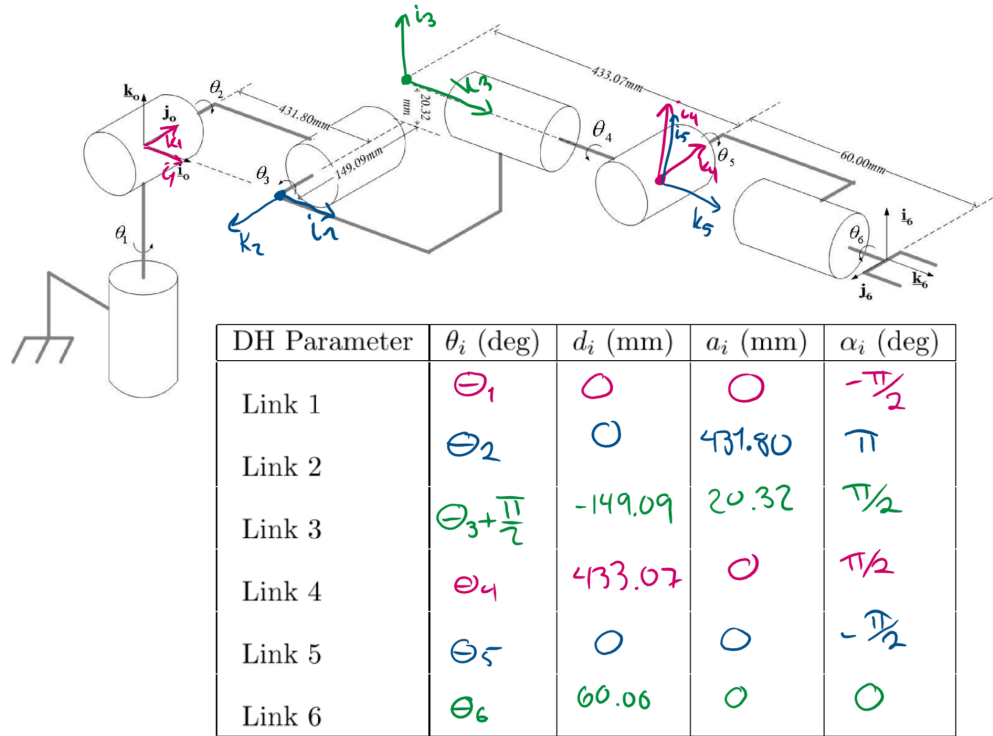 i₃
433.07mm
k₃
θ₂
k₀
431.80mm
20.32
mm
j₀
k₁
i₁
i₀
θ₃
149.09mm
θ₄
i₄
i₅
k₄
θ₅
60.00mm
k₂
i₂
k₅
θ₁
θ₆
i₆
j₆
k₆
DH Parameter θᵢ (deg) dᵢ (mm) aᵢ (mm) αᵢ (deg)
Link 1 θ₁ 0 0 -π/2
Link 2 θ₂ 0 431.80 π
Link 3 θ₃+π/2 -149.09 20.32 π/2
Link 4 θ₄ 433.07 0 π/2
Link 5 θ₅ 0 0 -π/2
Link 6 θ₆ 60.00 0 0